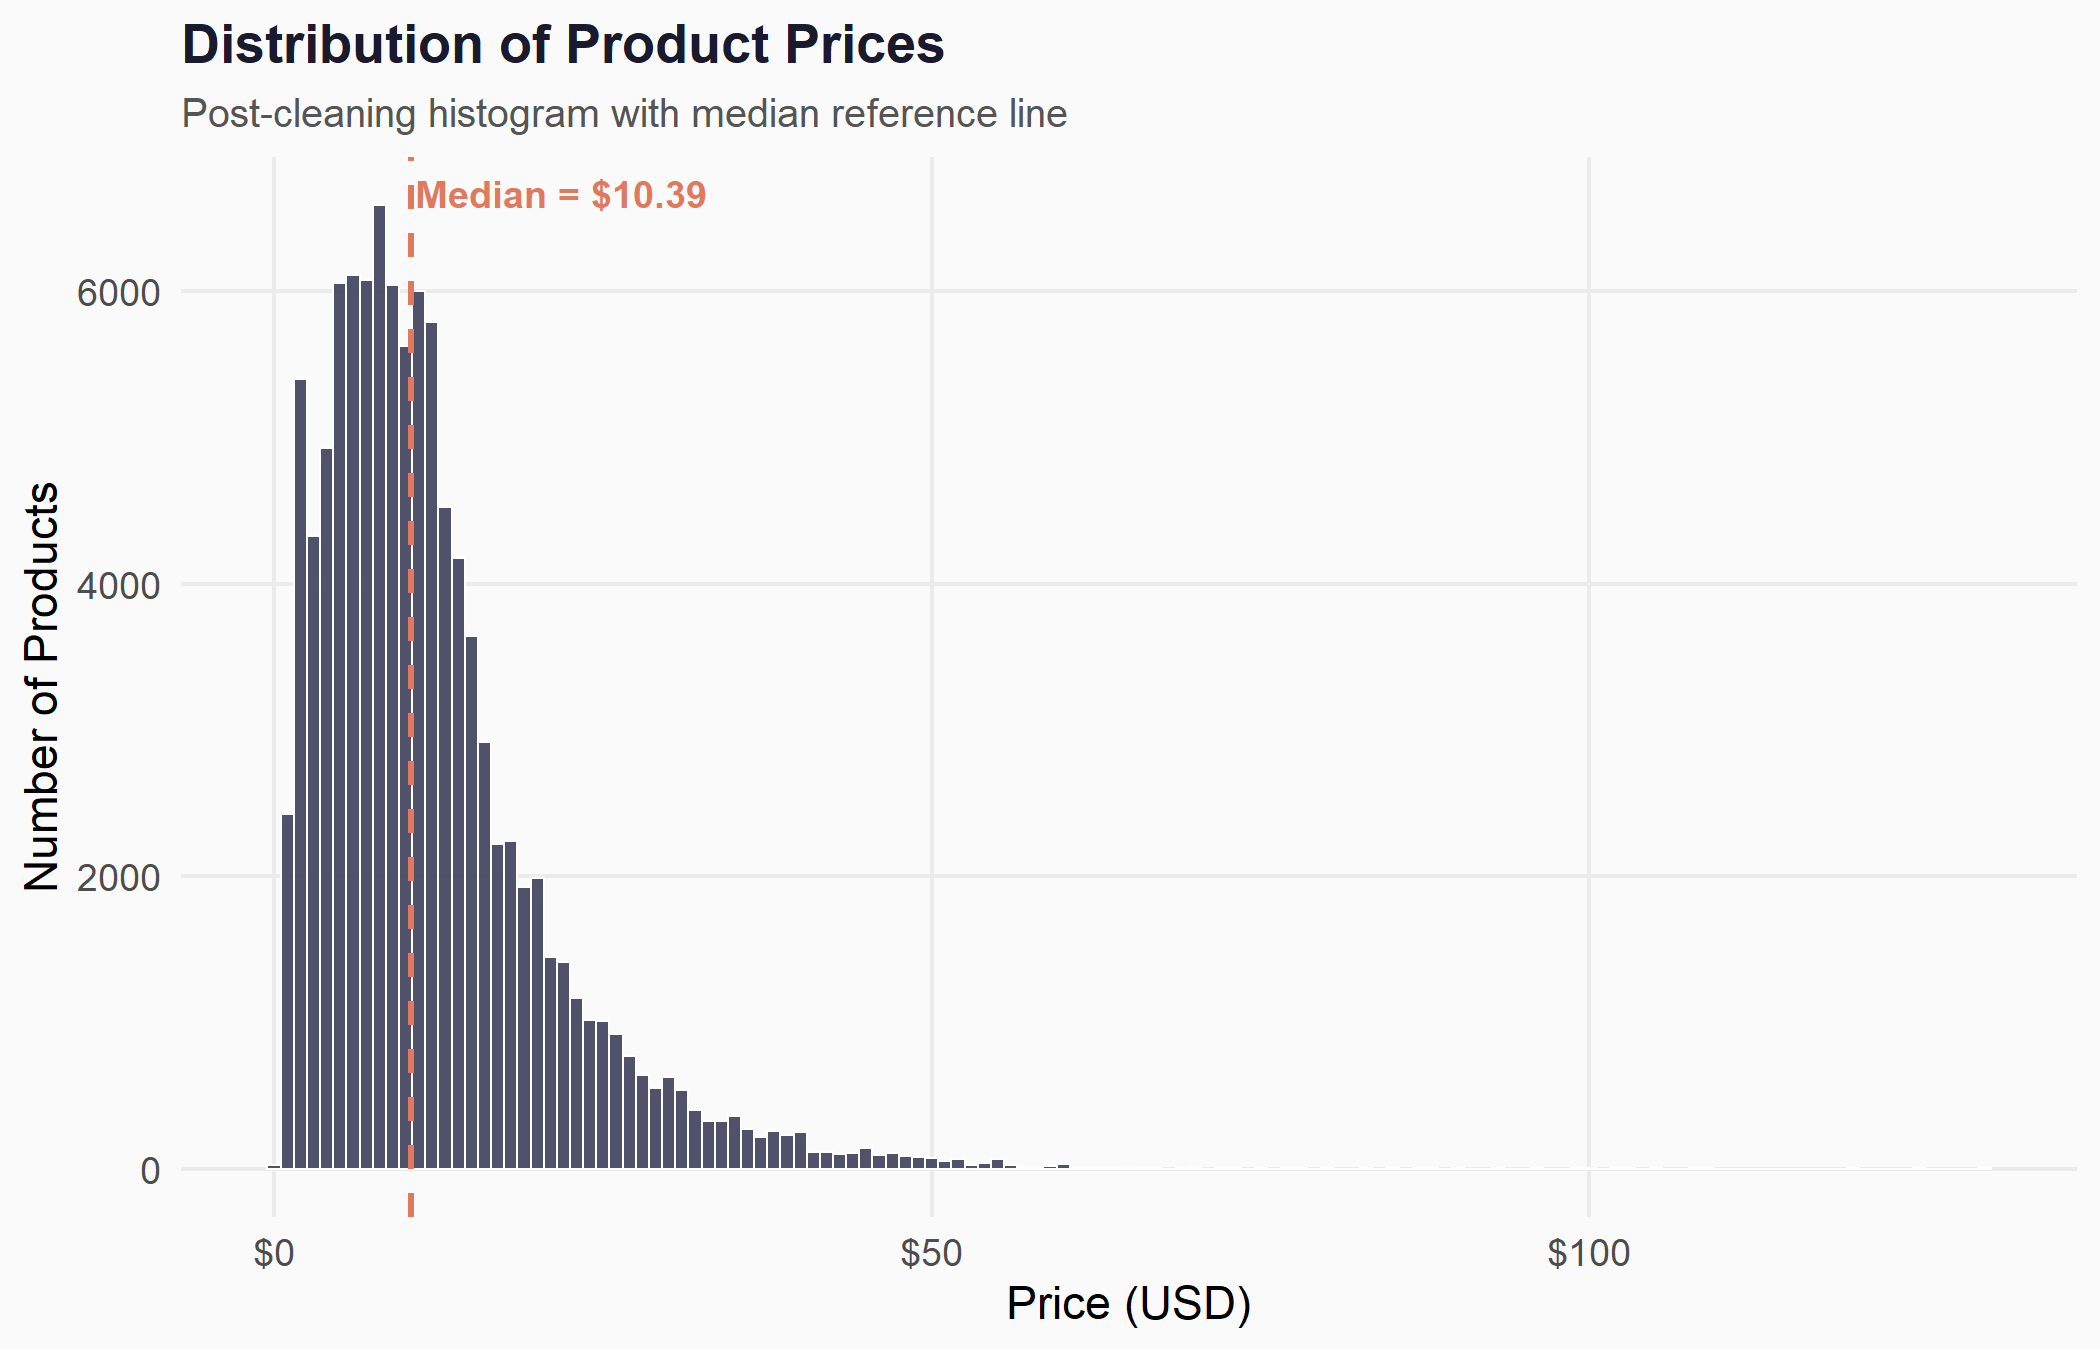 Distribution of Product Prices
Post-cleaning histogram with median reference line
Median = $10.39
Number of Products
6000
4000
2000
0
$0
$50
$100
Price (USD)